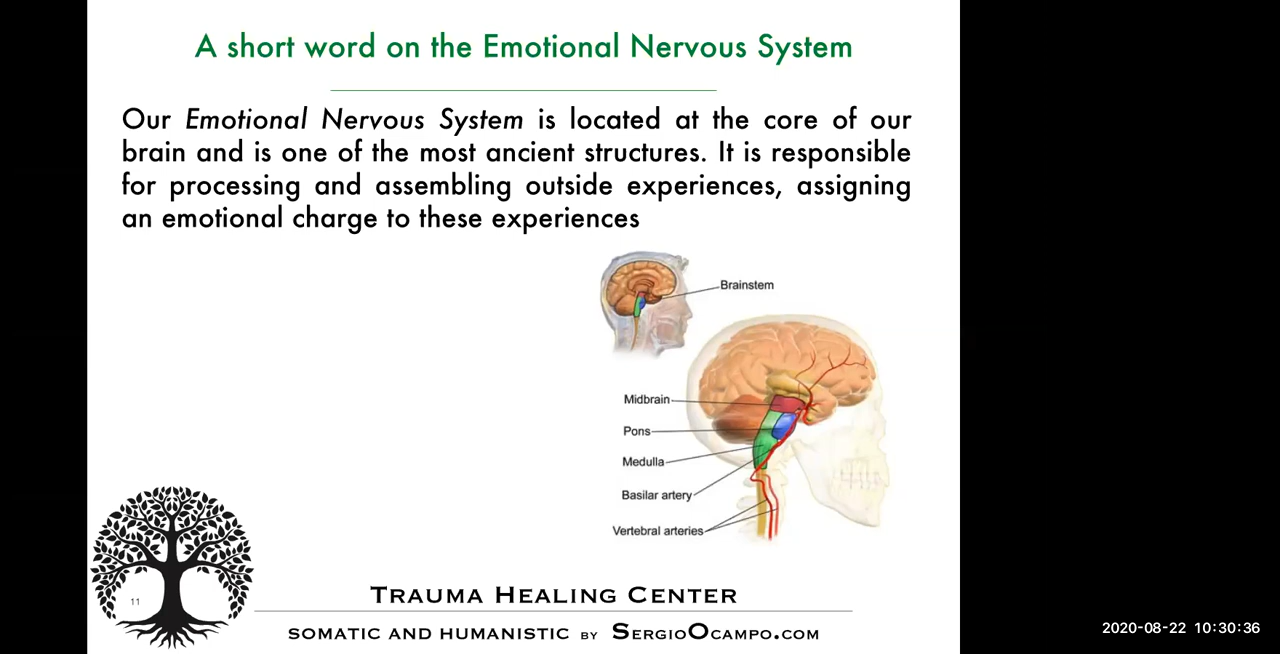 A short word on the Emotional Nervous System
Our Emotional Nervous System is located at the core of our
brain and is one of the most ancient structures. It is responsible
for processing and assembling outside experiences, assigning
an emotional charge to these experiences
Brainstem
Midbrain
Pons
Medulla
Basilar artery
Vertebral arteries
11
Trauma Healing Center
SOMATIC AND HUMANISTIC BY SERGIOOCAMPO.COM
2020-08-22 10:30:36